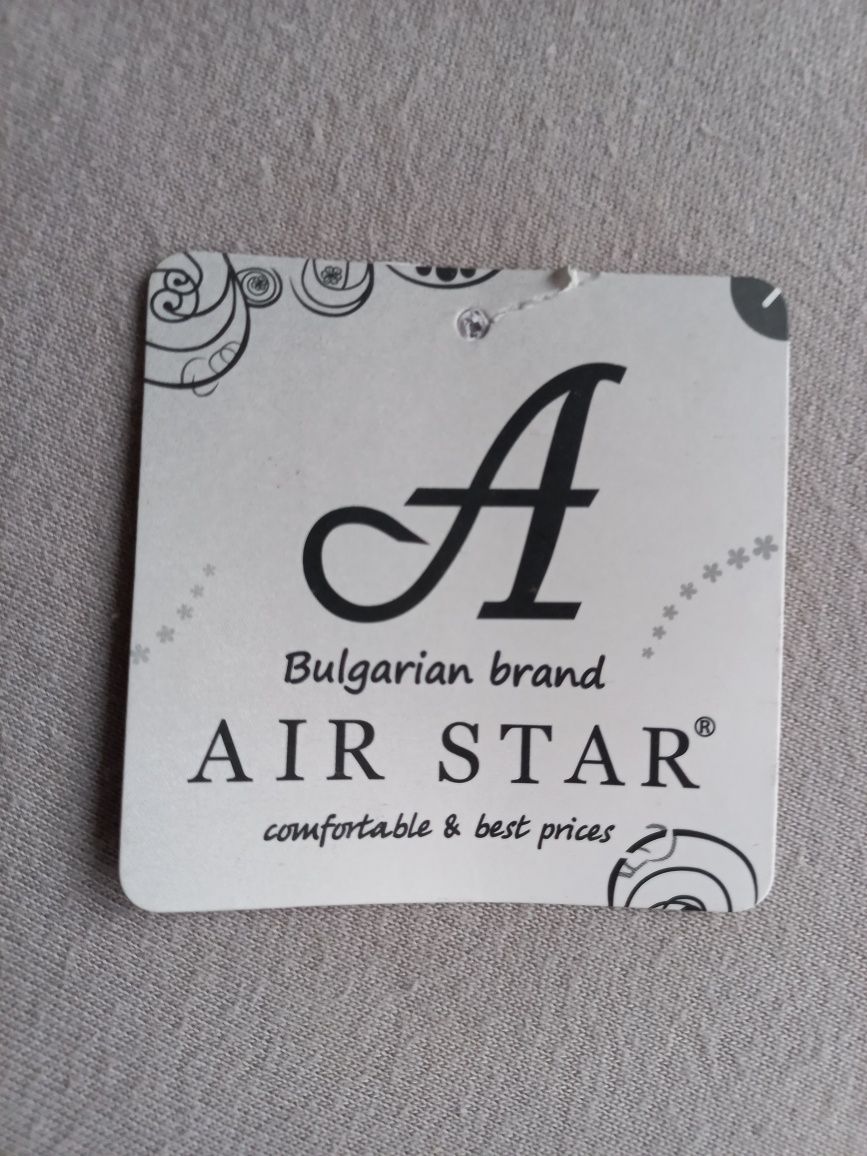 A
Bulgarian brand
AIR STAR®
comfortable & best prices